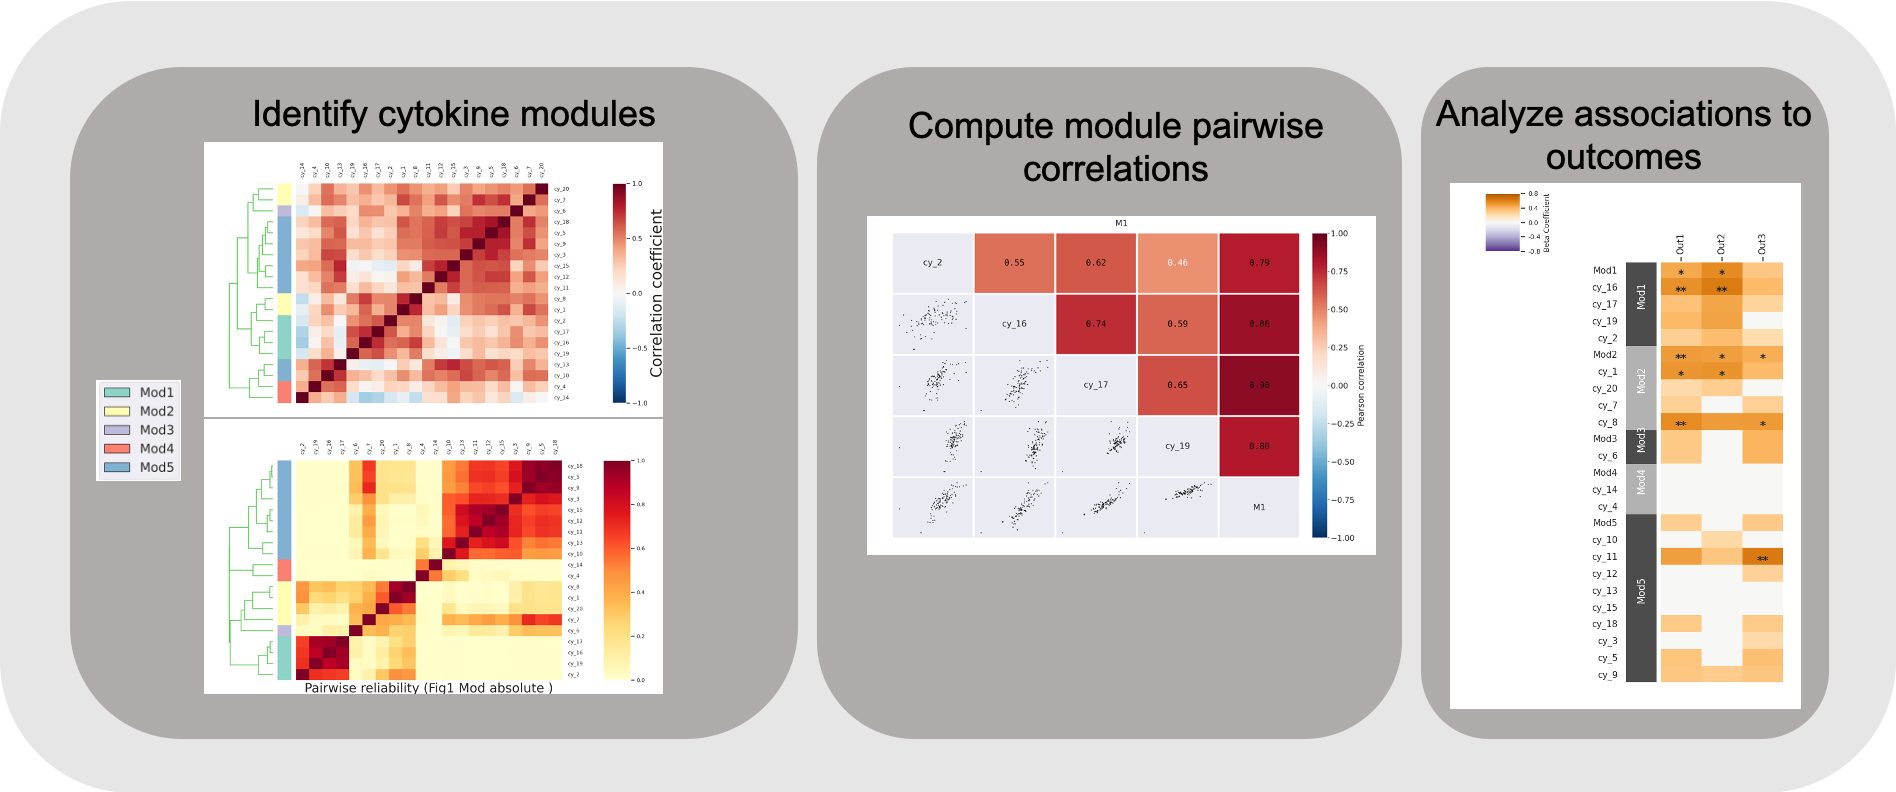 Identify cytokine modules
cy_14 cy_4 cy_10 cy_13 cy_19 cy_16 cy_17 cy_2 cy_1 cy_8 cy_11 cy_12 cy_15 cy_3 cy_9 cy_5 cy_18 cy_6 cy_7 cy_20
cy_20
cy_7
cy_6
cy_18
cy_5
cy_9
cy_3
cy_15
cy_12
cy_11
cy_8
cy_1
cy_2
cy_17
cy_16
cy_19
cy_13
cy_10
cy_4
cy_14
1.0
0.5
0.0
−0.5
−1.0
Correlation coefficient
Mod1
Mod2
Mod3
Mod4
Mod5
cy_2 cy_19 cy_16 cy_17 cy_6 cy_7 cy_20 cy_1 cy_8 cy_4 cy_14 cy_10 cy_13 cy_11 cy_12 cy_15 cy_3 cy_9 cy_5 cy_18
cy_18
cy_5
cy_9
cy_3
cy_15
cy_12
cy_11
cy_13
cy_10
cy_14
cy_4
cy_8
cy_1
cy_20
cy_7
cy_6
cy_17
cy_16
cy_19
cy_2
1.0
0.8
0.6
0.4
0.2
0.0
Pairwise reliability (Fig1 Mod absolute )
Compute module pairwise
correlations
M1
cy_2 0.55 0.62 0.46 0.79
cy_16 0.74 0.59 0.86
cy_17 0.65 0.90
cy_19 0.80
M1
1.00
0.75
0.50
0.25
0.00
−0.25
−0.50
−0.75
−1.00
Pearson correlation
Analyze associations to
outcomes
0.8
0.4
0.0
-0.4
-0.8
Beta Coefficient
Out1 Out2 Out3
Mod1 * *
cy_16 ** **
cy_17
cy_19
cy_2
Mod2 ** * *
cy_1 * *
cy_20
cy_7
cy_8 ** *
Mod3
cy_6
Mod4
cy_14
cy_4
Mod5
cy_10
cy_11 **
cy_12
cy_13
cy_15
cy_18
cy_3
cy_5
cy_9
Mod1
Mod2
Mod3
Mod4
Mod5